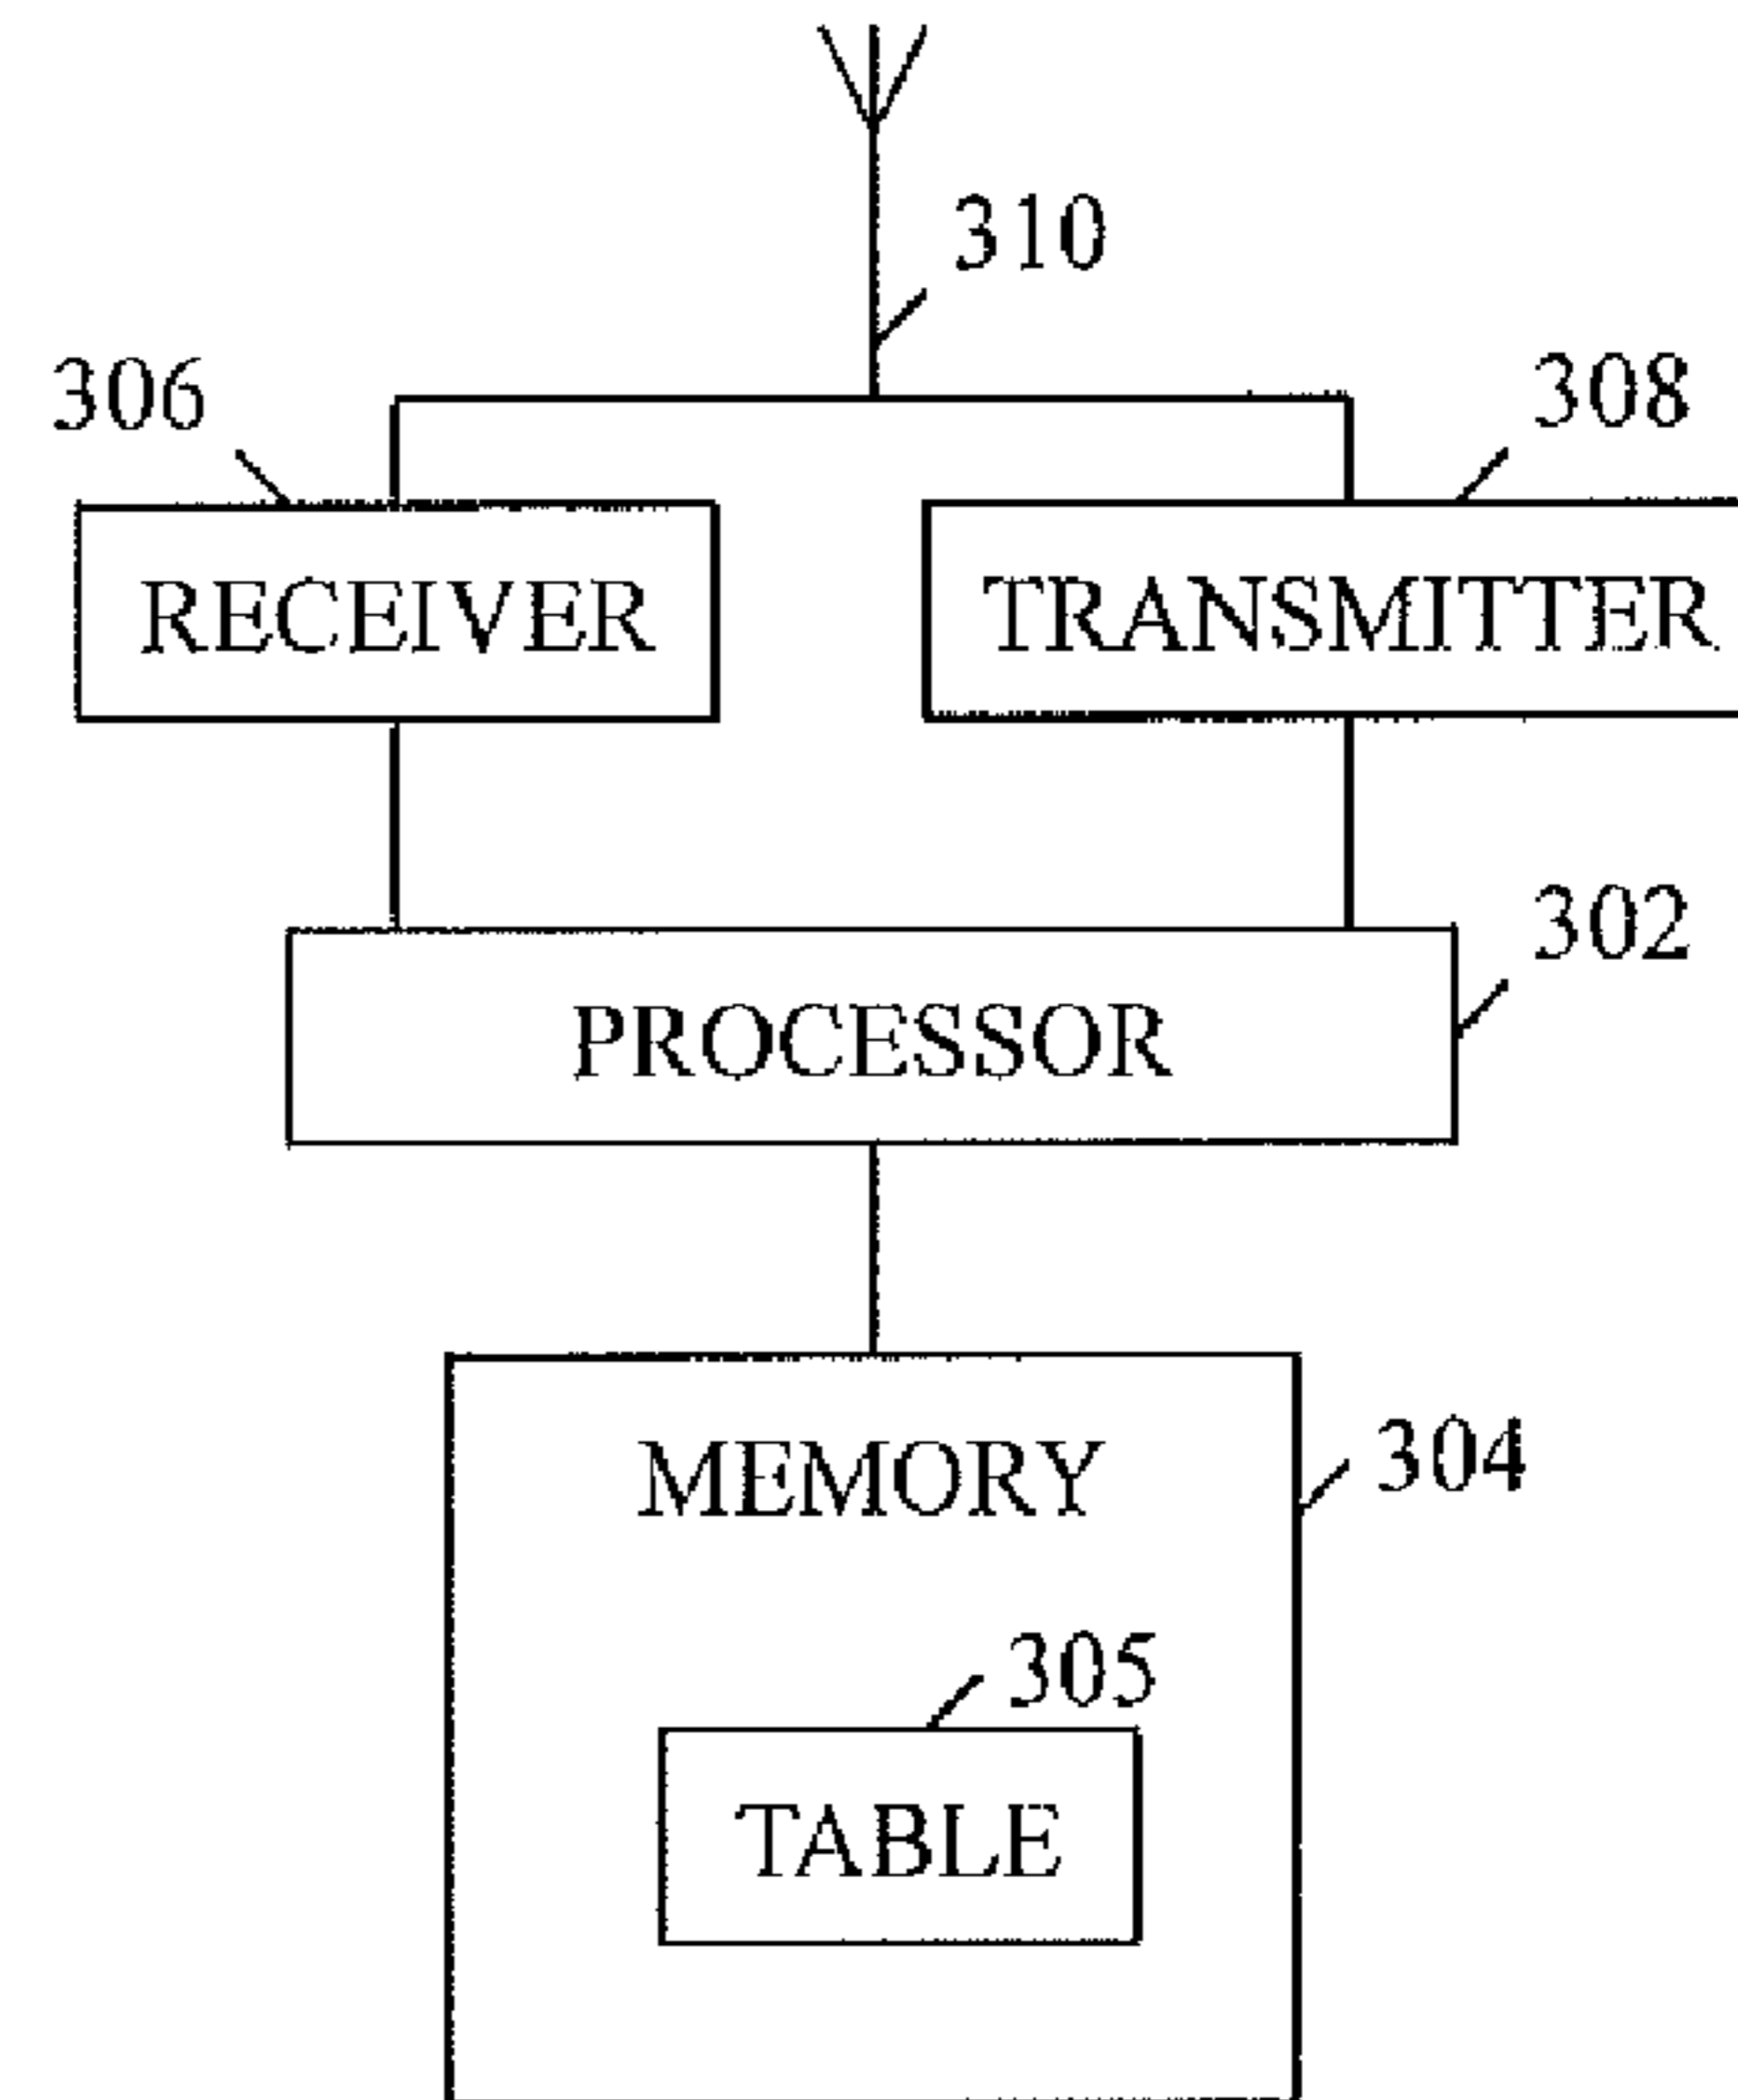 310
306
308
RECEIVER
TRANSMITTER
302
PROCESSOR
MEMORY
304
305
TABLE